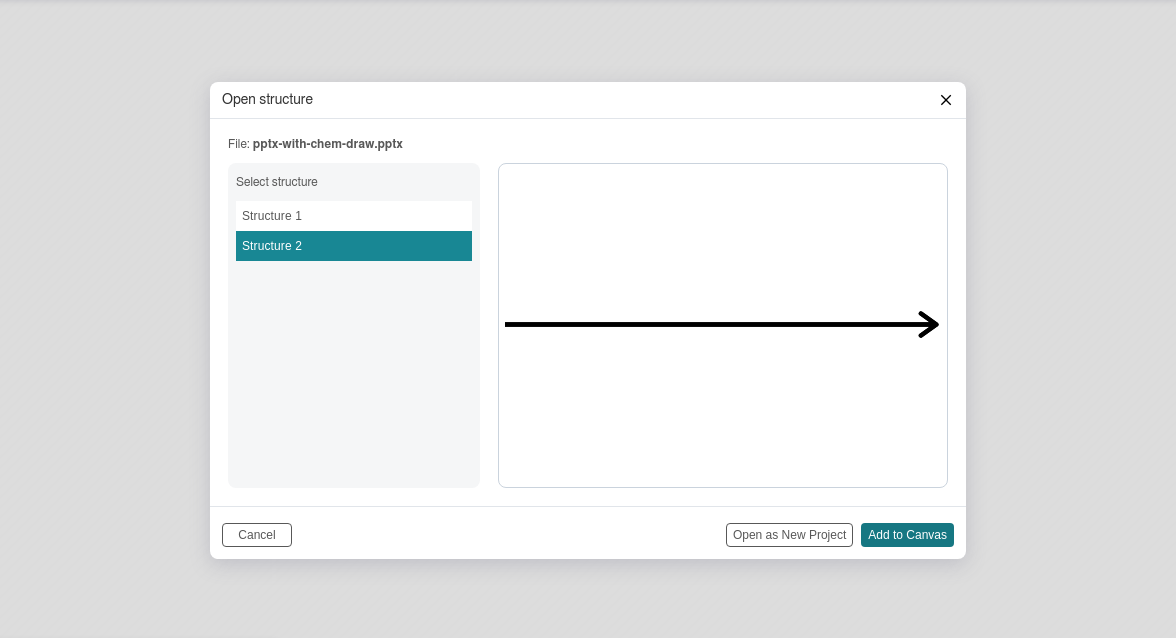 Open structure
File: pptx-with-chem-draw.pptx
Select structure
Structure 1
Structure 2
Cancel
Open as New Project
Add to Canvas